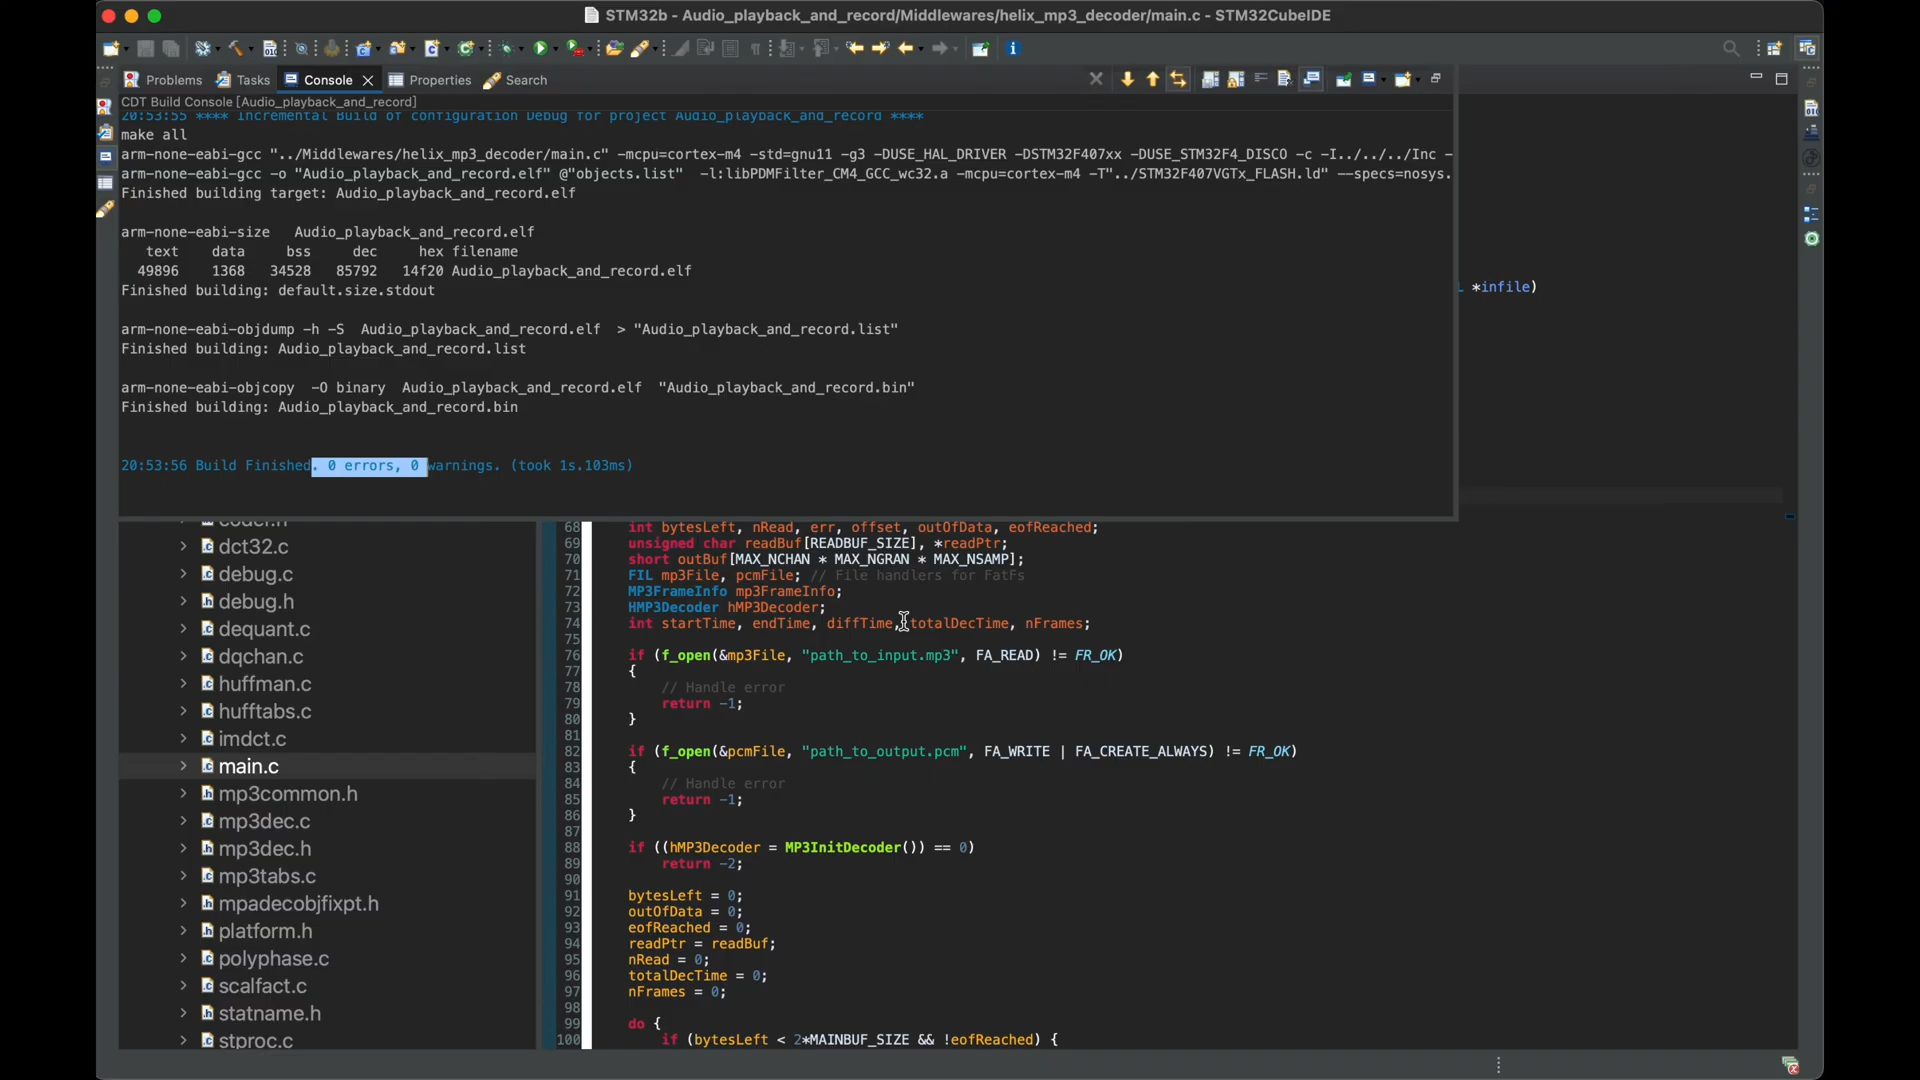 STM32b - Audio_playback_and_record/Middlewares/helix_mp3_decoder/main.c - STM32CubeIDE
Problems Tasks Console Properties Search
CDT Build Console [Audio_playback_and_record]
20:53:55 **** Incremental Build of configuration Debug for project Audio_playback_and_record ****
make all
arm-none-eabi-gcc "../Middlewares/helix_mp3_decoder/main.c" -mcpu=cortex-m4 -std=gnu11 -g3 -DUSE_HAL_DRIVER -DSTM32F407xx -DUSE_STM32F4_DISCO -c -I../../../Inc -
arm-none-eabi-gcc -o "Audio_playback_and_record.elf" @"objects.list" -l:libPDMFilter_CM4_GCC_wc32.a -mcpu=cortex-m4 -T"../STM32F407VGTx_FLASH.ld" --specs=nosys.
Finished building target: Audio_playback_and_record.elf
arm-none-eabi-size Audio_playback_and_record.elf
text data bss dec hex filename
49896 1368 34528 85792 14f20 Audio_playback_and_record.elf
Finished building: default.size.stdout
arm-none-eabi-objdump -h -S Audio_playback_and_record.elf > "Audio_playback_and_record.list"
Finished building: Audio_playback_and_record.list
arm-none-eabi-objcopy -O binary Audio_playback_and_record.elf "Audio_playback_and_record.bin"
Finished building: Audio_playback_and_record.bin
20:53:56 Build Finished. 0 errors, 0 warnings. (took 1s.103ms)
*infile)
coder.h
dct32.c
debug.c
debug.h
dequant.c
dqchan.c
huffman.c
hufftabs.c
imdct.c
main.c
mp3common.h
mp3dec.c
mp3dec.h
mp3tabs.c
mpadecobjfixpt.h
platform.h
polyphase.c
scalfact.c
statname.h
stproc.c
68 int bytesLeft, nRead, err, offset, outOfData, eofReached;
69 unsigned char readBuf[READBUF_SIZE], *readPtr;
70 short outBuf[MAX_NCHAN * MAX_NGRAN * MAX_NSAMP];
71 FIL mp3File, pcmFile; // File handlers for FatFs
72 MP3FrameInfo mp3FrameInfo;
73 HMP3Decoder hMP3Decoder;
74 int startTime, endTime, diffTime, totalDecTime, nFrames;
75
76 if (f_open(&mp3File, "path_to_input.mp3", FA_READ) != FR_OK)
77 {
78 // Handle error
79 return -1;
80 }
81
82 if (f_open(&pcmFile, "path_to_output.pcm", FA_WRITE | FA_CREATE_ALWAYS) != FR_OK)
83 {
84 // Handle error
85 return -1;
86 }
87
88 if ((hMP3Decoder = MP3InitDecoder()) == 0)
89 return -2;
90
91 bytesLeft = 0;
92 outOfData = 0;
93 eofReached = 0;
94 readPtr = readBuf;
95 nRead = 0;
96 totalDecTime = 0;
97 nFrames = 0;
98
99 do {
100 if (bytesLeft < 2*MAINBUF_SIZE && !eofReached) {